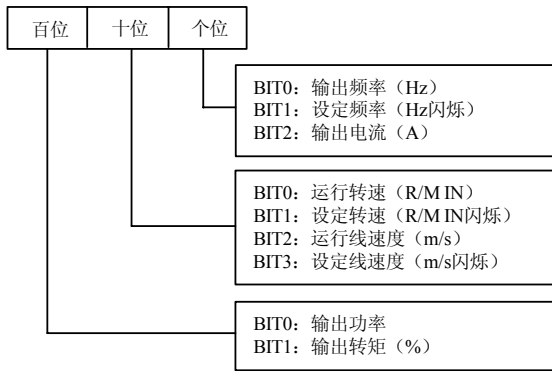 百位 十位 个位
BIT0：输出频率（Hz）
BIT1：设定频率（Hz闪烁）
BIT2：输出电流（A）
BIT0：运行转速（R/M IN）
BIT1：设定转速（R/M IN闪烁）
BIT2：运行线速度（m/s）
BIT3：设定线速度（m/s闪烁）
BIT0：输出功率
BIT1：输出转矩（%）